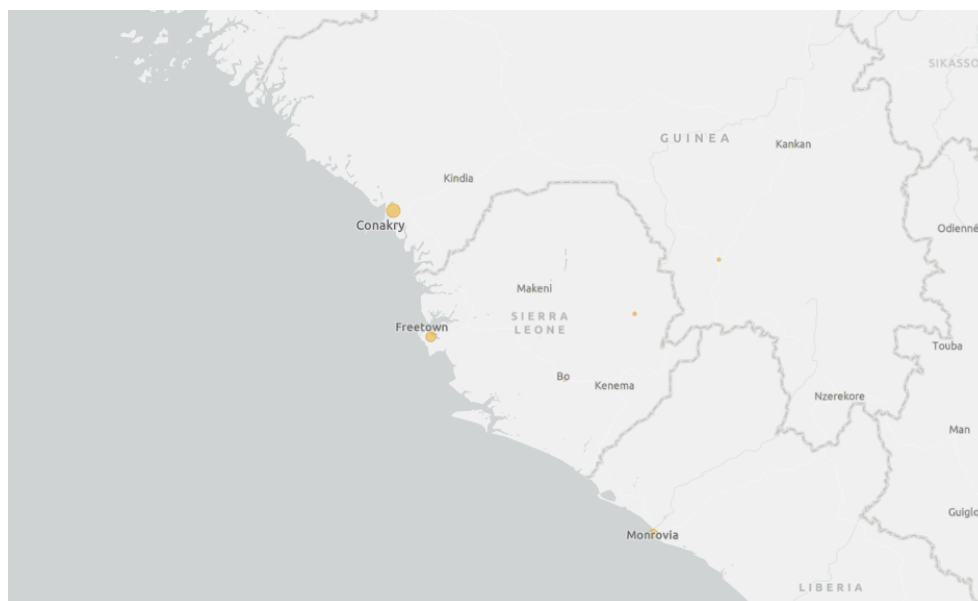 SIKASSO
GUINEA
Kankan
Kindia
Conakry
Odienné
Makeni
SIERRA
LEONE
Freetown
Touba
Bo
Kenema
Nzerekore
Man
Guiglo
Monrovia
LIBERIA